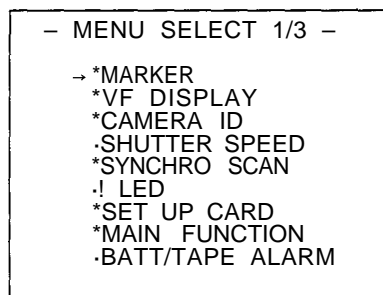 – MENU SELECT 1/3 –
→ *MARKER
*VF DISPLAY
*CAMERA ID
·SHUTTER SPEED
*SYNCHRO SCAN
·! LED
*SET UP CARD
*MAIN FUNCTION
·BATT/TAPE ALARM